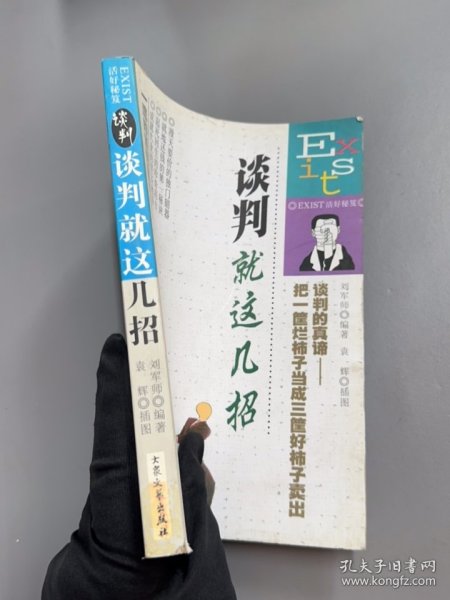 EXIST
活好秘笈
谈判
谈判就这几招
刘军师◎编著
袁 辉◎插图
大众文艺出版社
Exist
◎EXIST活好秘笈◎
谈判
就这几招
刘军师◎编著 袁 辉◎插图
谈判的真谛——
把一筐烂柿子当成三筐好柿子卖出
孔夫子旧书网
www.kongfz.com